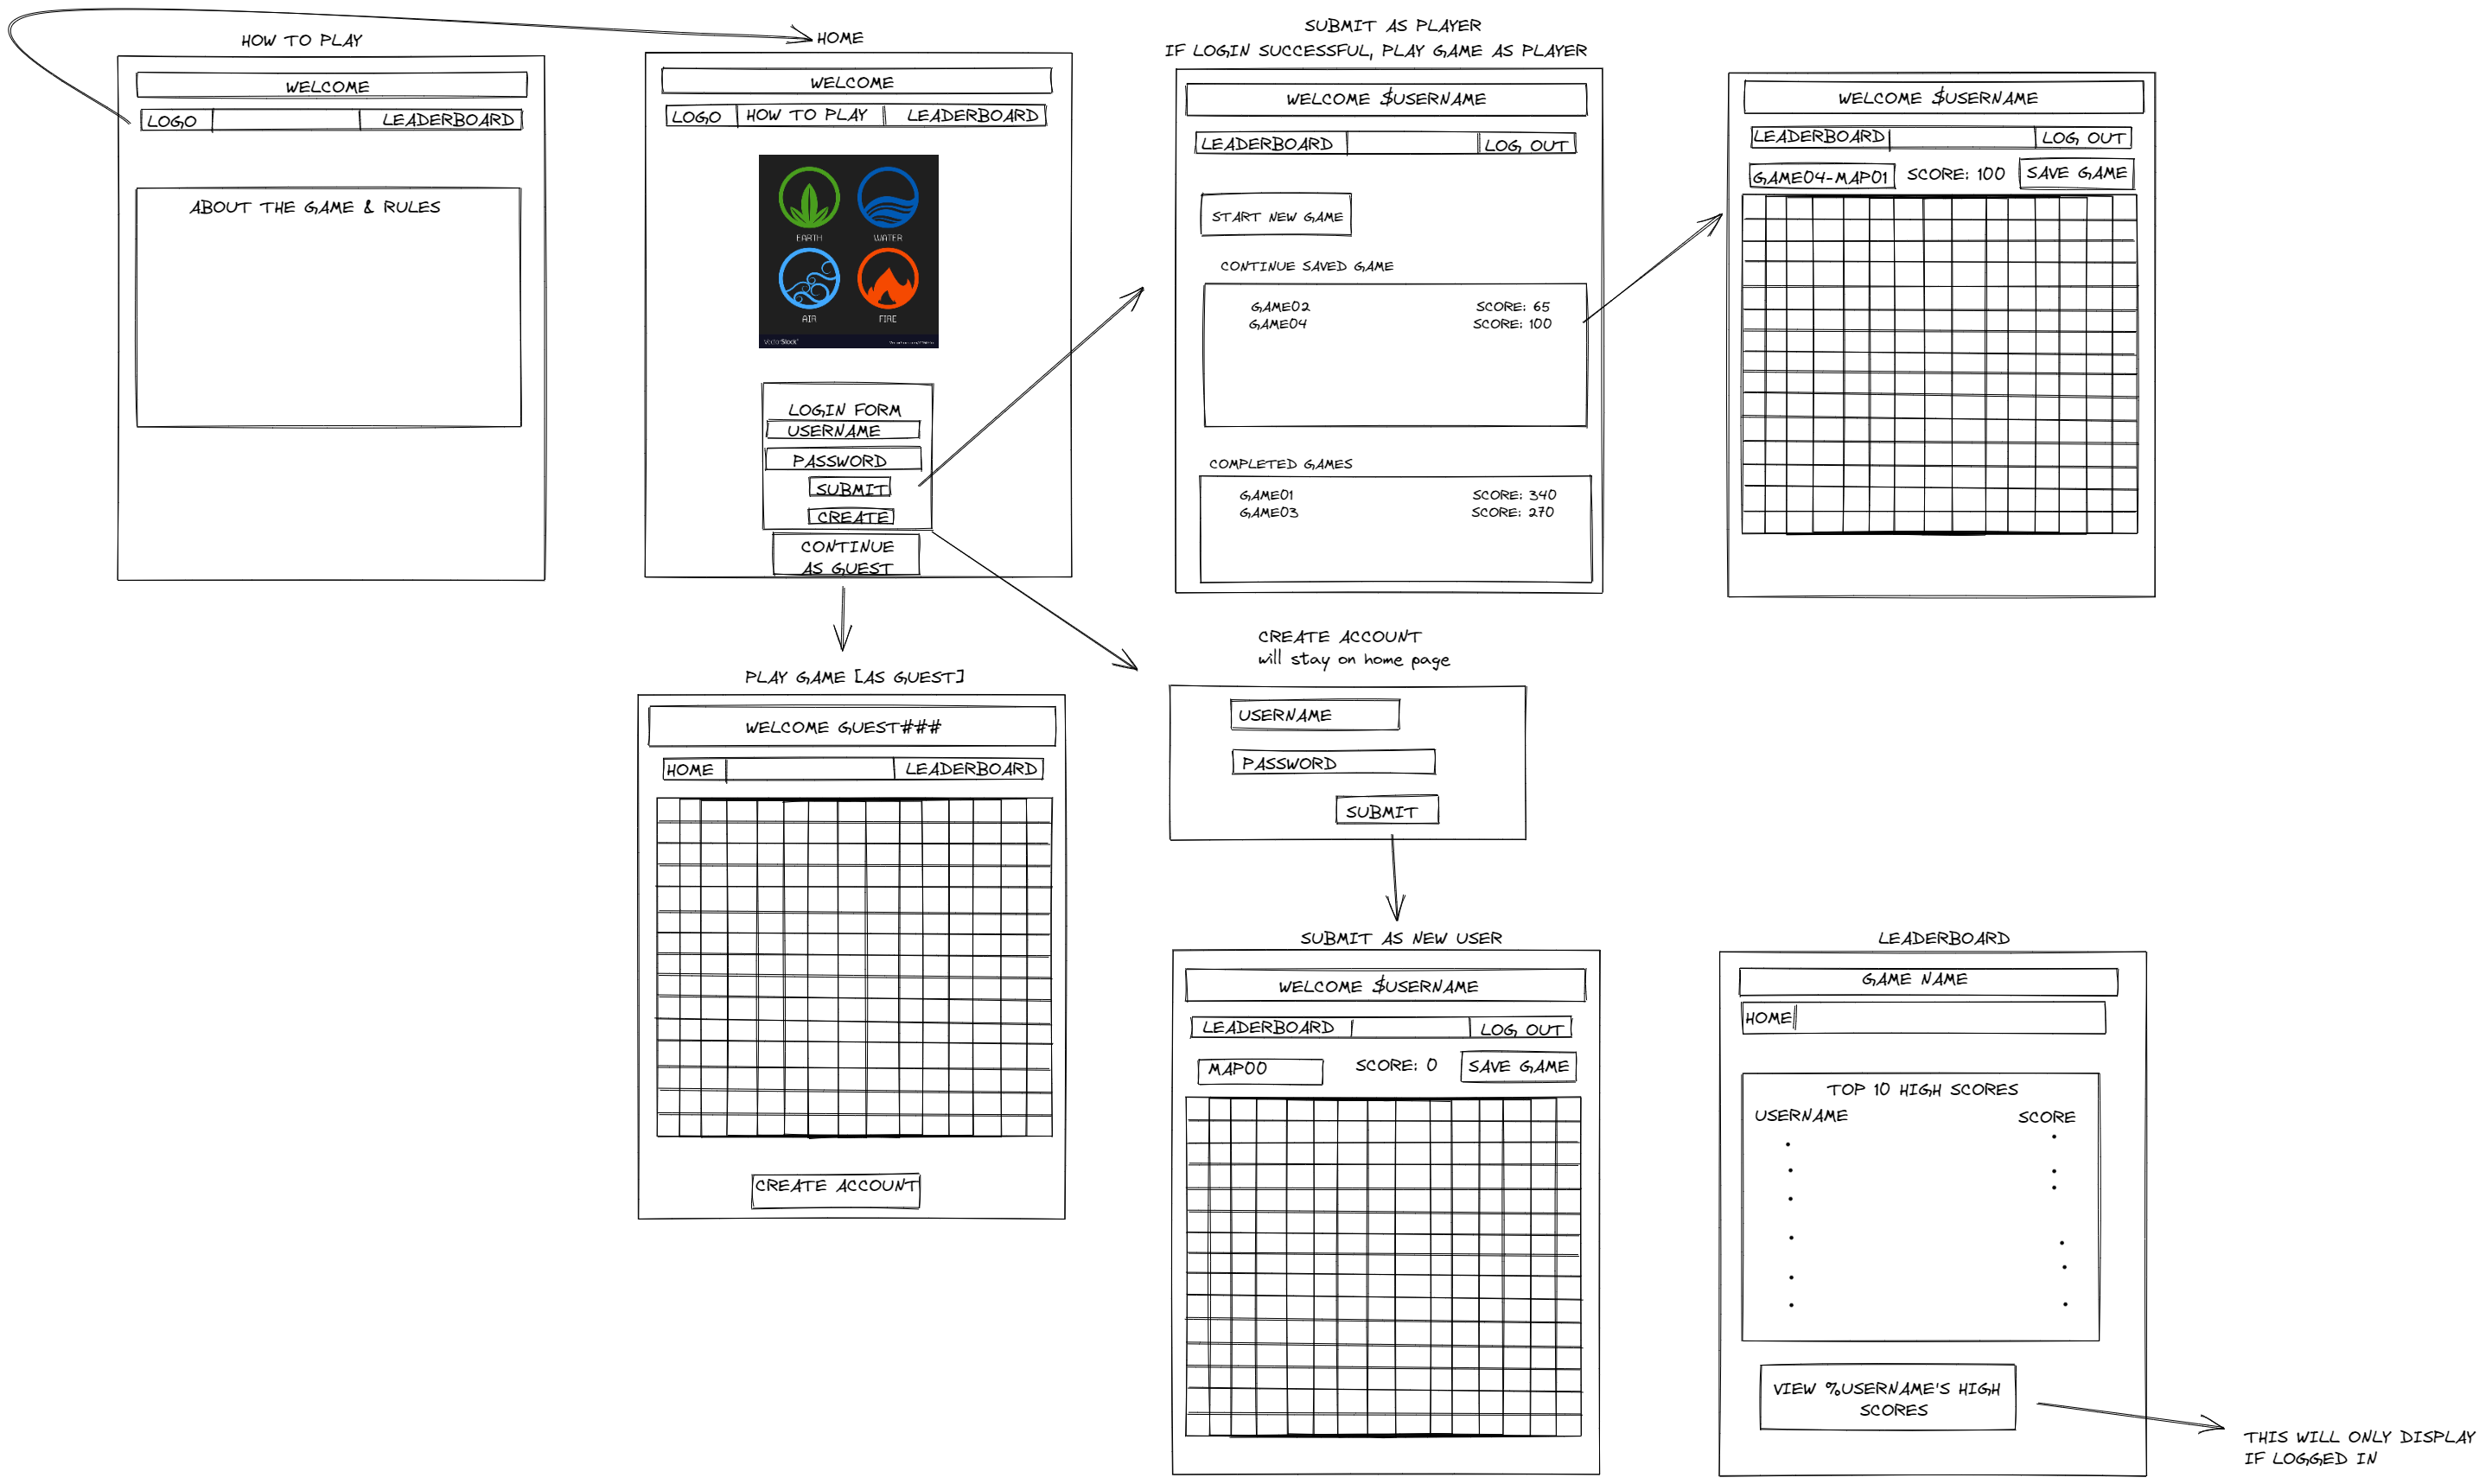 HOW TO PLAY
WELCOME
LOGO
LEADERBOARD
ABOUT THE GAME & RULES
HOME
WELCOME
LOGO
HOW TO PLAY
LEADERBOARD
EARTH
WATER
AIR
FIRE
VectorStock
LOGIN FORM
USERNAME
PASSWORD
SUBMIT
CREATE
CONTINUE
AS GUEST
SUBMIT AS PLAYER
IF LOGIN SUCCESSFUL, PLAY GAME AS PLAYER
WELCOME $USERNAME
LEADERBOARD
LOG OUT
START NEW GAME
CONTINUE SAVED GAME
GAME02 SCORE: 65
GAME04 SCORE: 100
COMPLETED GAMES
GAME01 SCORE: 340
GAME03 SCORE: 270
WELCOME $USERNAME
LEADERBOARD
LOG OUT
GAME04-MAP01
SCORE: 100
SAVE GAME
PLAY GAME [AS GUEST]
WELCOME GUEST###
HOME
LEADERBOARD
CREATE ACCOUNT
CREATE ACCOUNT
will stay on home page
USERNAME
PASSWORD
SUBMIT
SUBMIT AS NEW USER
WELCOME $USERNAME
LEADERBOARD
LOG OUT
MAP00
SCORE: 0
SAVE GAME
LEADERBOARD
GAME NAME
HOME
TOP 10 HIGH SCORES
USERNAME SCORE
VIEW %USERNAME'S HIGH
SCORES
THIS WILL ONLY DISPLAY
IF LOGGED IN